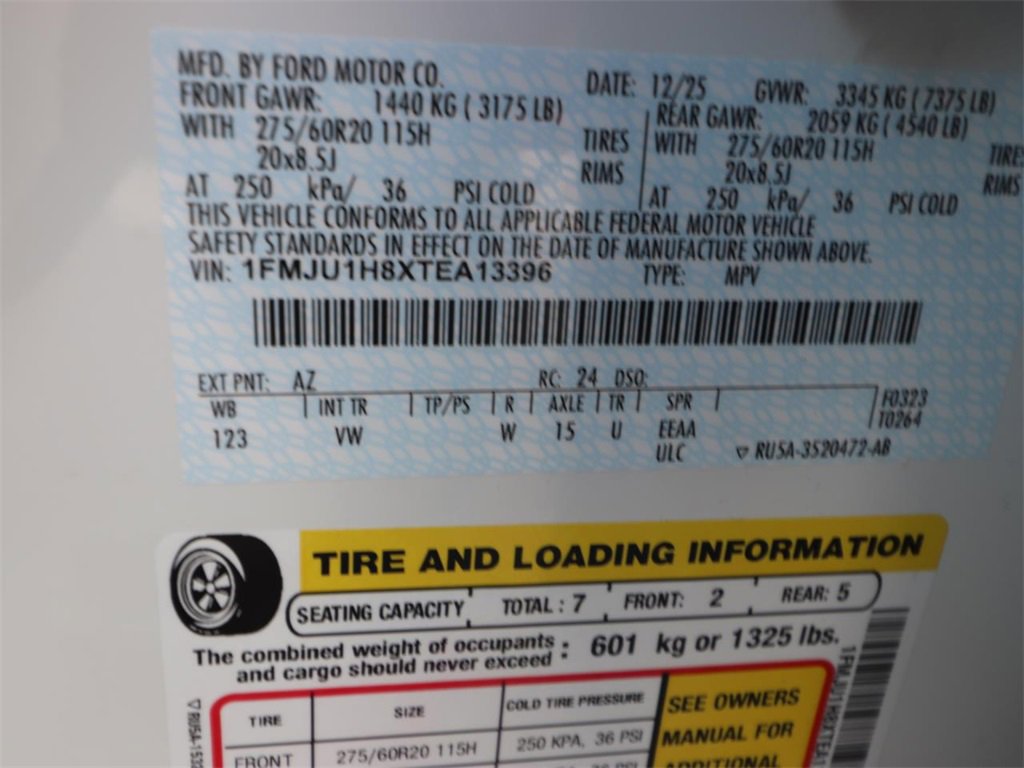 MFD. BY FORD MOTOR CO. DATE: 12/25 GVWR: 3345 KG ( 7375 LB)
FRONT GAWR: 1440 KG ( 3175 LB) REAR GAWR: 2059 KG ( 4540 LB)
WITH 275/60R20 115H TIRES WITH 275/60R20 115H TIRES
20x8.5J RIMS 20x8.5J RIMS
AT 250 kPa/ 36 PSI COLD AT 250 kPa/ 36 PSI COLD
THIS VEHICLE CONFORMS TO ALL APPLICABLE FEDERAL MOTOR VEHICLE
SAFETY STANDARDS IN EFFECT ON THE DATE OF MANUFACTURE SHOWN ABOVE.
VIN: 1FMJU1H8XTEA13396 TYPE: MPV
EXT PNT: AZ RC: 24 DSO:
WB INT TR TP/PS R AXLE TR SPR F0323
T0264
123 VW W 15 U EEAA
ULC ▽ RU5A-3520472-AB
TIRE AND LOADING INFORMATION
SEATING CAPACITY TOTAL : 7 FRONT: 2 REAR: 5
The combined weight of occupants
and cargo should never exceed : 601 kg or 1325 lbs.
TIRE SIZE COLD TIRE PRESSURE
FRONT 275/60R20 115H 250 KPA, 36 PSI
SEE OWNERS
MANUAL FOR
ADDITIONAL
1FMJU1H8XTEA1